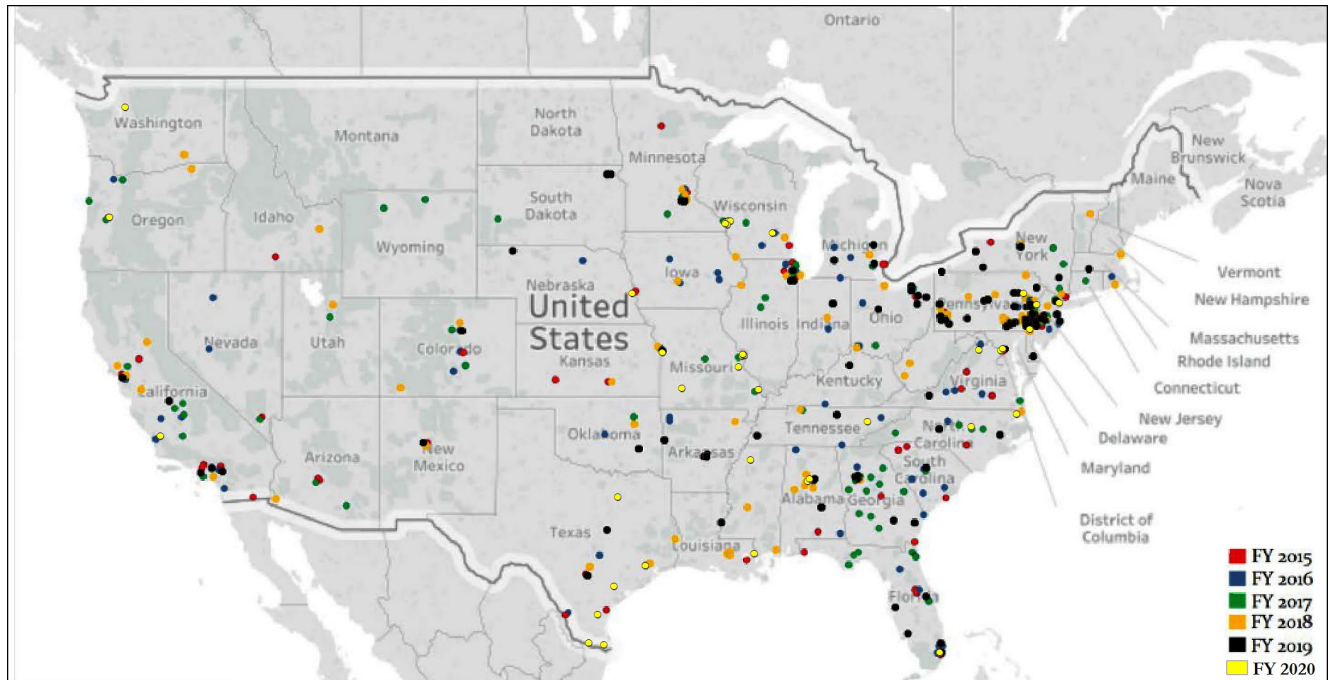 Ontario
Washington
Montana
North
Dakota
Minnesota
New
Brunswick
Maine
Nova
Scotia
Oregon
Idaho
South
Dakota
Wisconsin
Wyoming
Michigan
New
York
Vermont
Iowa
Nebraska
New Hampshire
United
States
Nevada
Utah
Colorado
Illinois
Indiana
Ohio
Pennsylvania
Massachusetts
Rhode Island
Kansas
Missouri
Kentucky
Virginia
Connecticut
California
New Jersey
Delaware
Oklahoma
Tennessee
North
Carolina
Arizona
New
Mexico
Arkansas
South
Carolina
Maryland
Alabama
Georgia
District of
Columbia
Texas
Louisiana
Florida
FY 2015
FY 2016
FY 2017
FY 2018
FY 2019
FY 2020